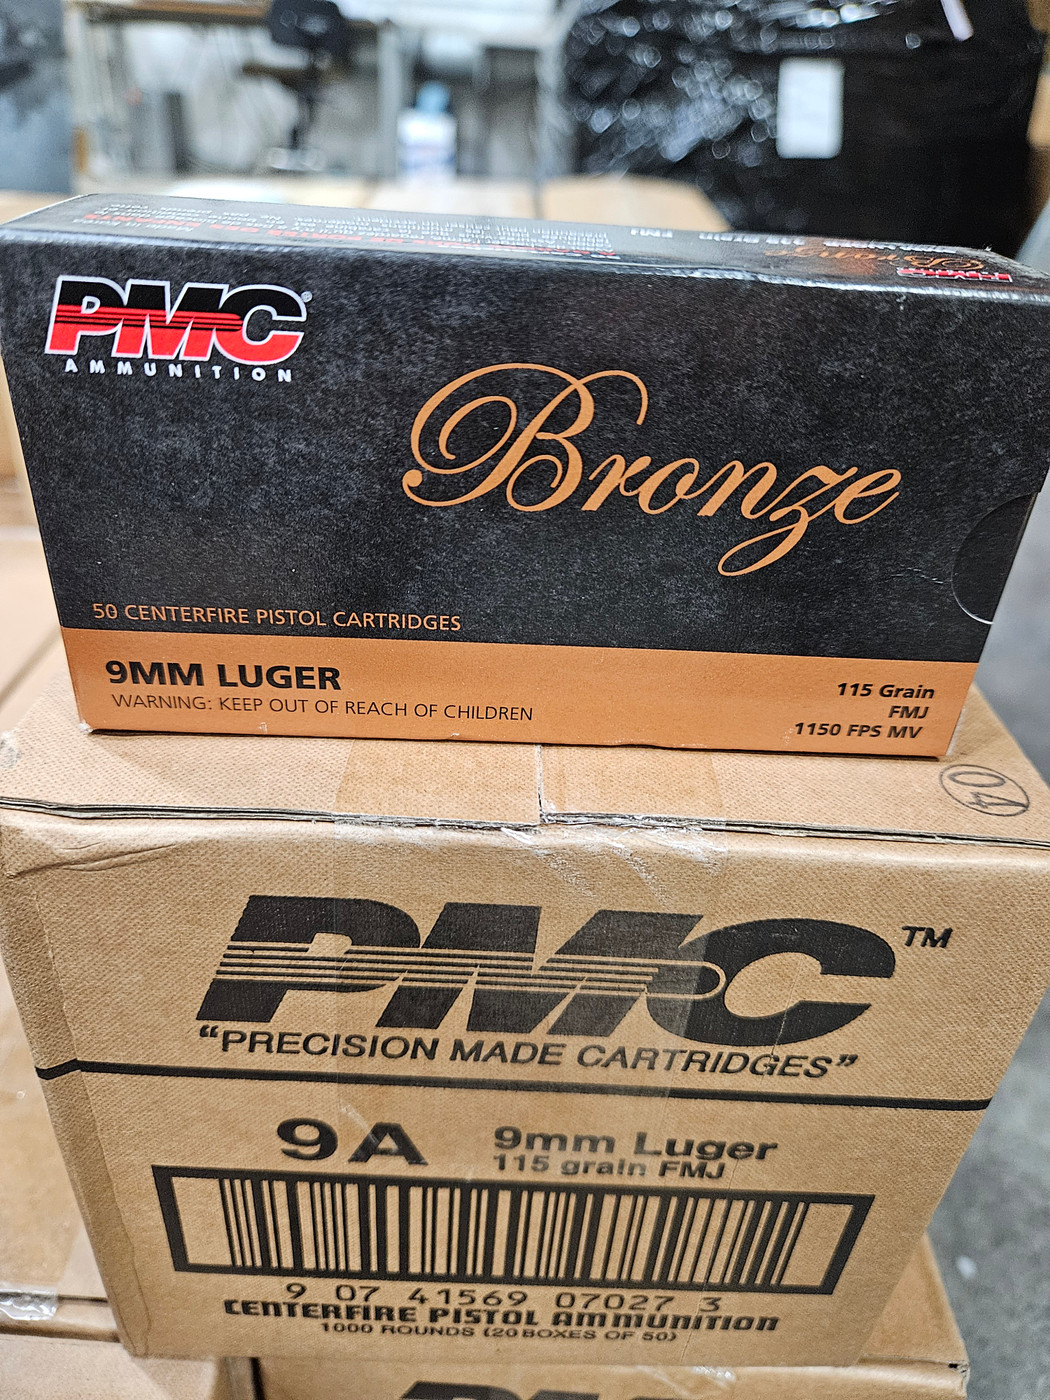 PMC®
AMMUNITION
Bronze
50 CENTERFIRE PISTOL CARTRIDGES
9MM LUGER
WARNING: KEEP OUT OF REACH OF CHILDREN
115 Grain
FMJ
1150 FPS MV
PMC™
“PRECISION MADE CARTRIDGES”
9A
9mm Luger
115 grain FMJ
9 07 41569 07027 3
CENTERFIRE PISTOL AMMUNITION
1000 ROUNDS (20 BOXES OF 50)